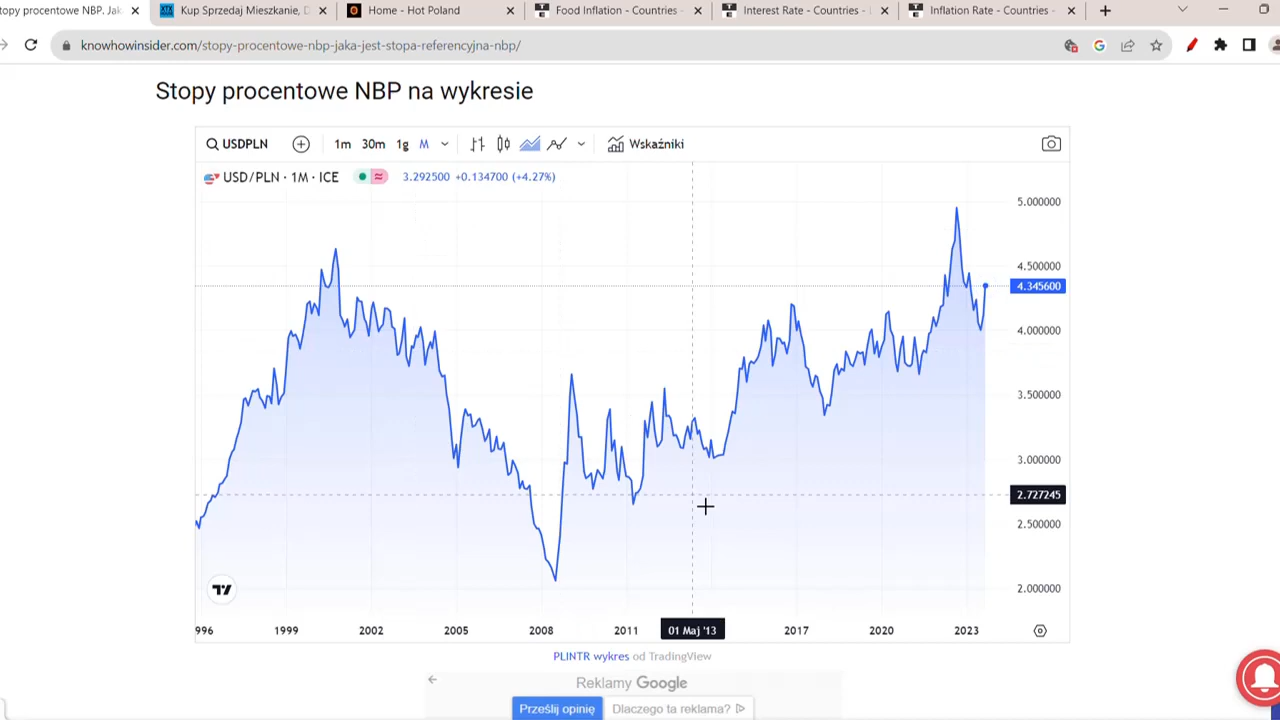 topy procentowe NBP. Jak
Kup Sprzedaj Mieszkanie, D
Home - Hot Poland
Food Inflation - Countries -
Interest Rate - Countries - L
Inflation Rate - Countries -
knowhowinsider.com/stopy-procentowe-nbp-jaka-jest-stopa-referencyjna-nbp/
Stopy procentowe NBP na wykresie
USDPLN 1m 30m 1g M Wskaźniki
USD/PLN · 1M · ICE 3.292500 +0.134700 (+4.27%)
5.000000
4.500000
4.345600
4.000000
3.500000
3.000000
2.727245
2.500000
2.000000
996 1999 2002 2005 2008 2011 01 Maj '13 2017 2020 2023
PLINTR wykres od TradingView
Reklamy Google
Prześlij opinię Dlaczego ta reklama?